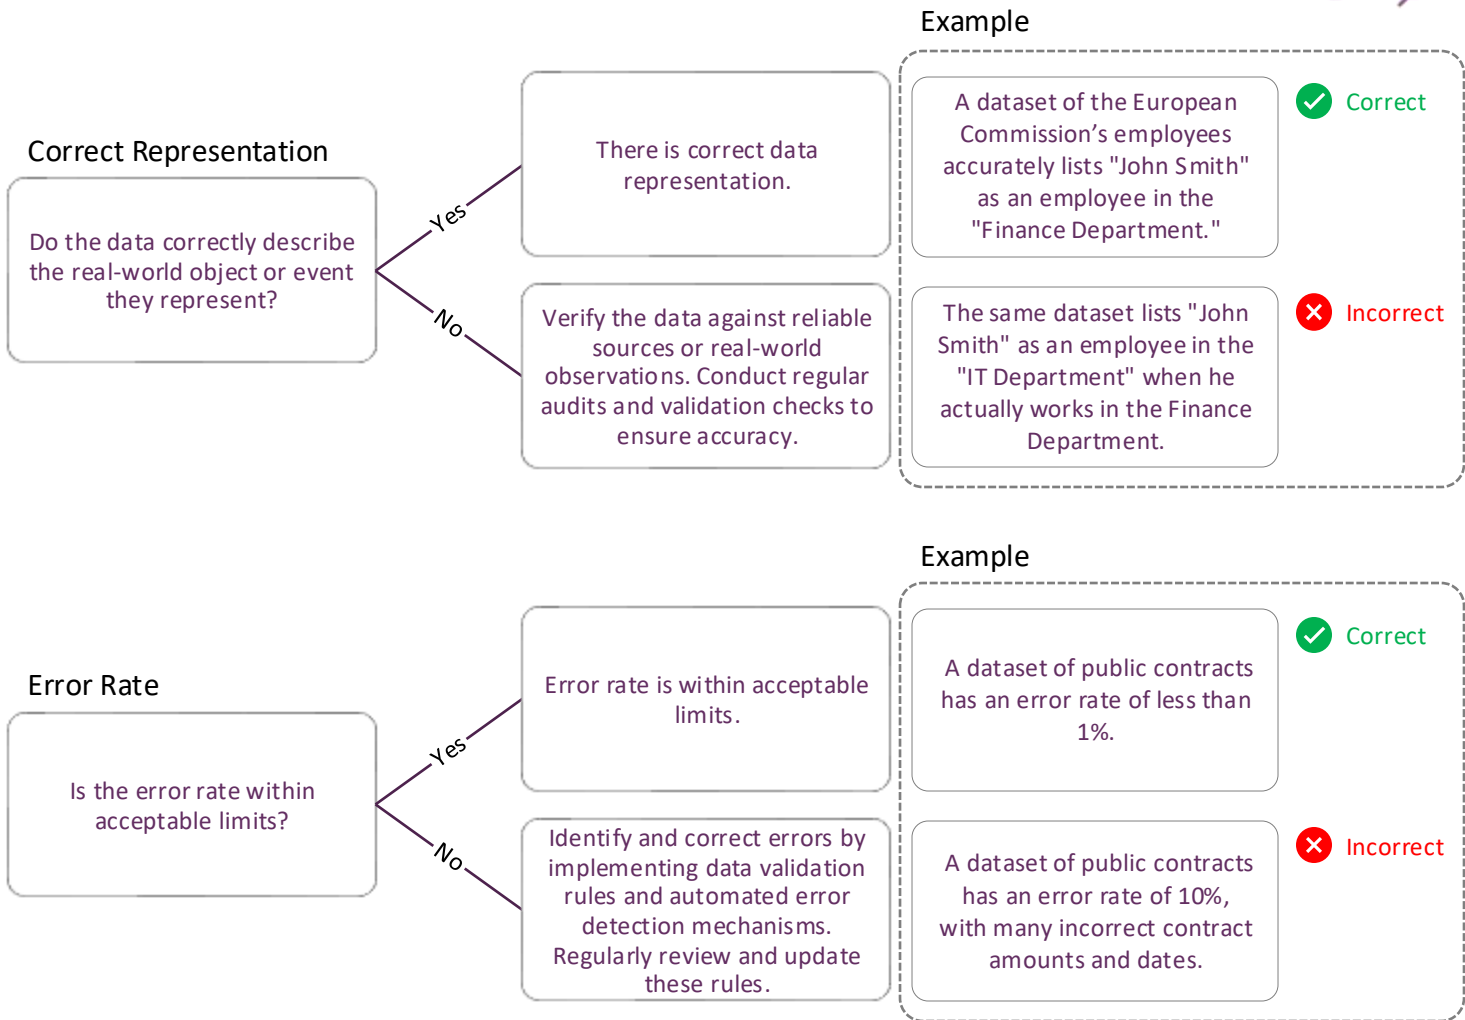 Example
Correct Representation
Do the data correctly describe
the real-world object or event
they represent?
Yes
No
There is correct data
representation.
Verify the data against reliable
sources or real-world
observations. Conduct regular
audits and validation checks to
ensure accuracy.
A dataset of the European
Commission’s employees
accurately lists "John Smith"
as an employee in the
"Finance Department."
Correct
The same dataset lists "John
Smith" as an employee in the
"IT Department" when he
actually works in the Finance
Department.
Incorrect
Example
Error Rate
Is the error rate within
acceptable limits?
Yes
No
Error rate is within acceptable
limits.
Identify and correct errors by
implementing data validation
rules and automated error
detection mechanisms.
Regularly review and update
these rules.
A dataset of public contracts
has an error rate of less than
1%.
Correct
A dataset of public contracts
has an error rate of 10%,
with many incorrect contract
amounts and dates.
Incorrect